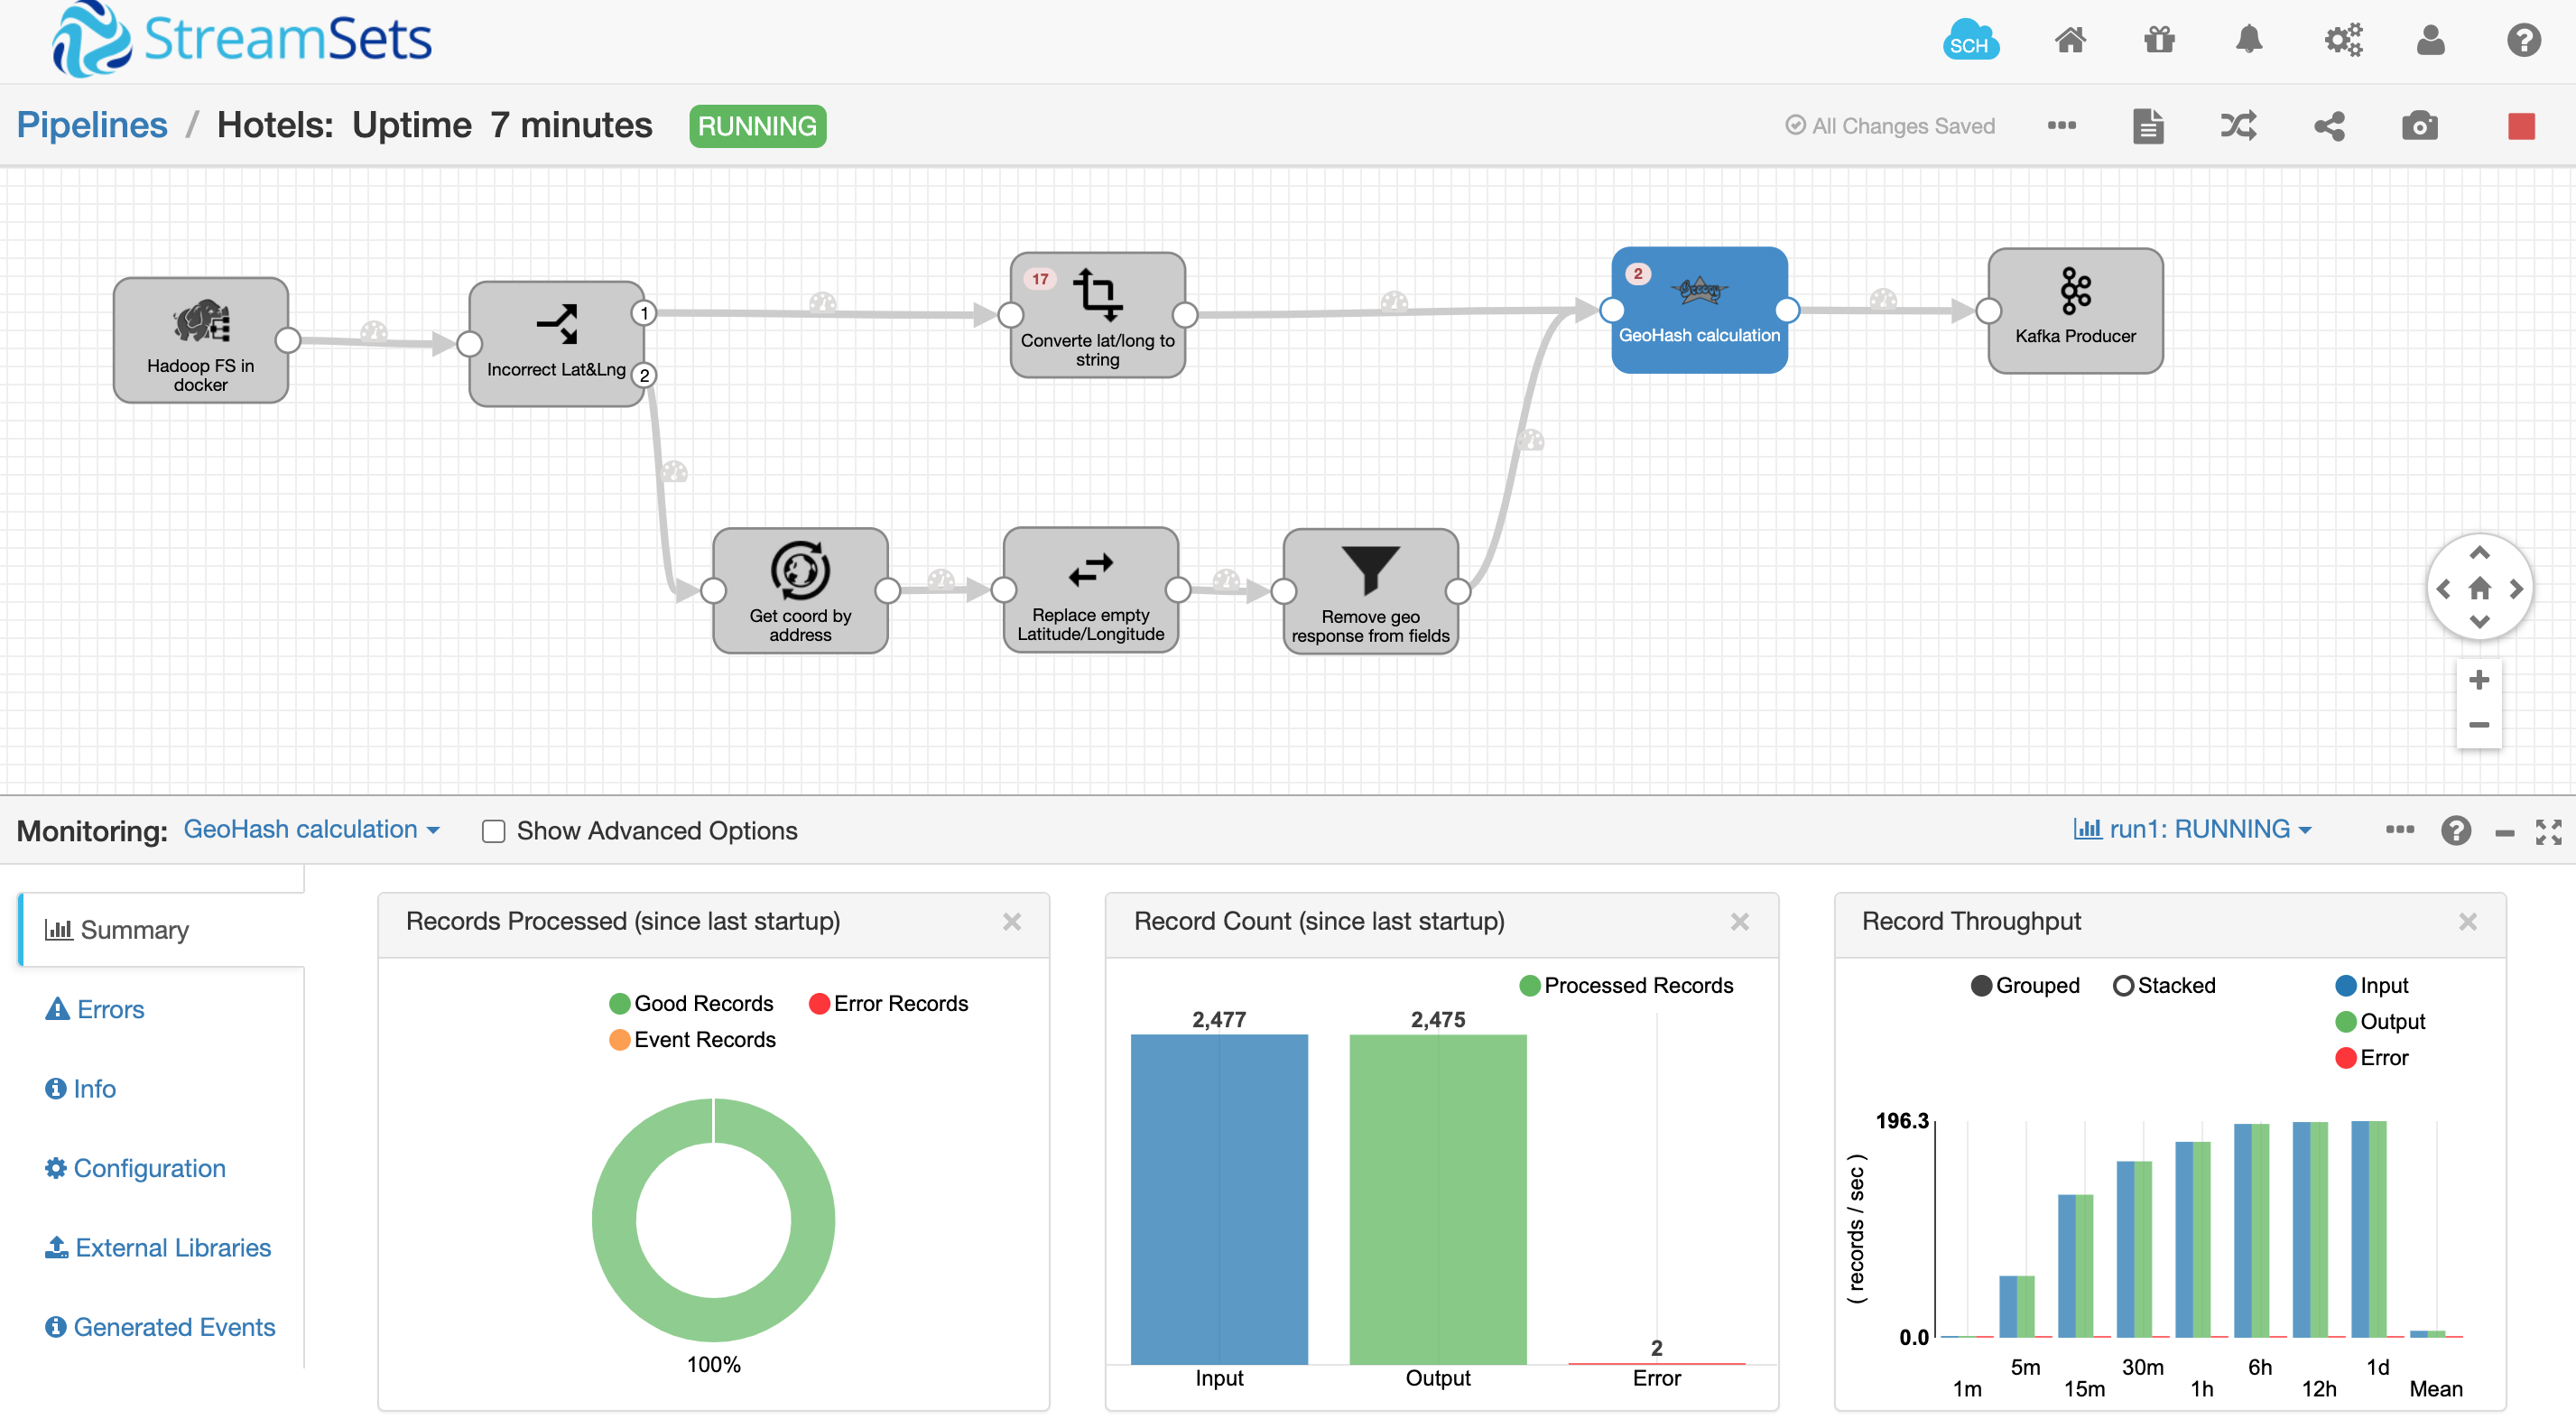 StreamSets
SCH
Pipelines / Hotels: Uptime 7 minutes RUNNING
All Changes Saved
Hadoop FS in
docker
Incorrect Lat&Lng
1
2
17
Converte lat/long to
string
2
Groovy
GeoHash calculation
Kafka Producer
Get coord by
address
Replace empty
Latitude/Longitude
Remove geo
response from fields
Monitoring: GeoHash calculation
Show Advanced Options
run1: RUNNING
Summary
Errors
Info
Configuration
External Libraries
Generated Events
Records Processed (since last startup)
Good Records
Error Records
Event Records
100%
Record Count (since last startup)
Processed Records
2,477
2,475
2
Input
Output
Error
Record Throughput
Grouped
Stacked
Input
Output
Error
196.3
( records / sec )
0.0
1m
5m
15m
30m
1h
6h
12h
1d
Mean